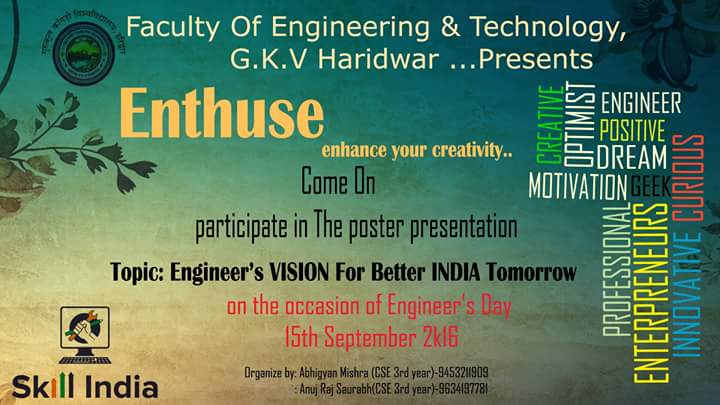 Faculty Of Engineering & Technology,
G.K.V Haridwar ...Presents
Enthuse
enhance your creativity..
Come On
participate in The poster presentation
Topic: Engineer's VISION For Better INDIA Tomorrow
on the occasion of Engineer's Day
15th September 2k16
Organize by: Abhigyan Mishra (CSE 3rd year)-9453211909
: Anuj Raj Saurabh(CSE 3rd year)-9634197781
Skill India
CREATIVE
OPTIMIST
ENGINEER
POSITIVE
DREAM
MOTIVATION
GEEK
CURIOUS
PROFESSIONAL
ENTERPRENEURS
INNOVATIVE